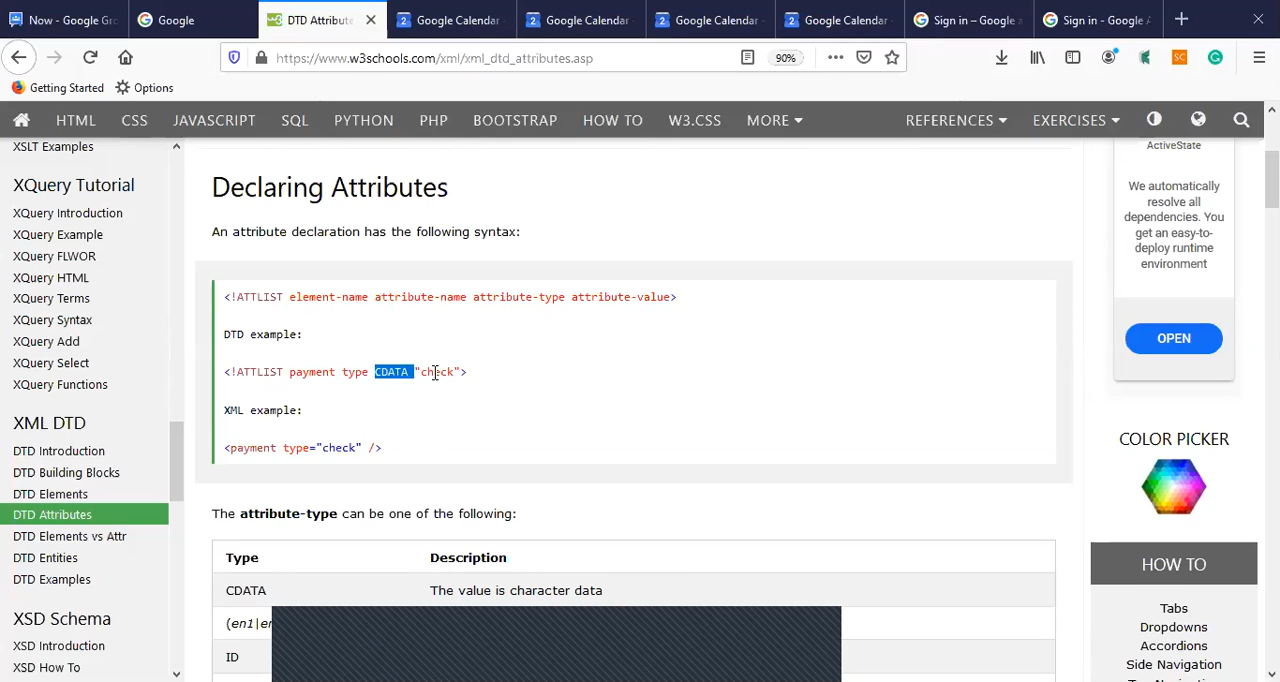 Now - Google Gr
Google
DTD Attribut
Google Calendar
Google Calendar
Google Calendar
Google Calendar
Sign in – Google a
Sign in - Google A
https://www.w3schools.com/xml/xml_dtd_attributes.asp
90%
SC
Getting Started
Options
HTML
CSS
JAVASCRIPT
SQL
PYTHON
PHP
BOOTSTRAP
HOW TO
W3.CSS
MORE
REFERENCES
EXERCISES
XSLT Examples
XQuery Tutorial
XQuery Introduction
XQuery Example
XQuery FLWOR
XQuery HTML
XQuery Terms
XQuery Syntax
XQuery Add
XQuery Select
XQuery Functions
XML DTD
DTD Introduction
DTD Building Blocks
DTD Elements
DTD Attributes
DTD Elements vs Attr
DTD Entities
DTD Examples
XSD Schema
XSD Introduction
XSD How To
Declaring Attributes
An attribute declaration has the following syntax:
<!ATTLIST element-name attribute-name attribute-type attribute-value>
DTD example:
<!ATTLIST payment type CDATA "check">
XML example:
<payment type="check" />
The attribute-type can be one of the following:
Type Description
CDATA The value is character data
(en1|en
ID
ActiveState
We automatically
resolve all
dependencies. You
get an easy-to-
deploy runtime
environment
OPEN
COLOR PICKER
HOW TO
Tabs
Dropdowns
Accordions
Side Navigation